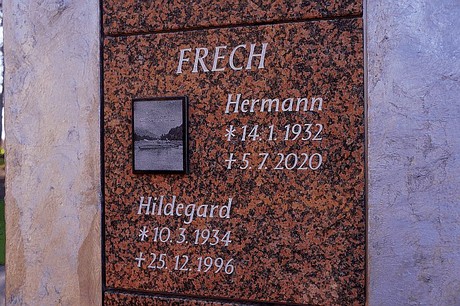 FRECH
Hermann
* 14. 1. 1932
+ 5. 7. 2020
Hildegard
* 10. 3. 1934
+ 25. 12. 1996